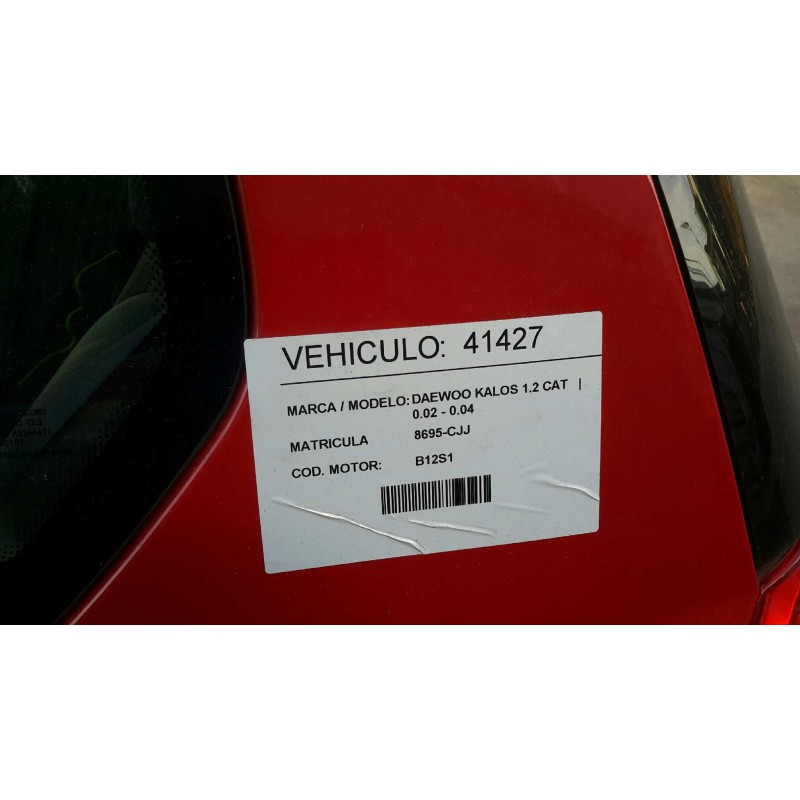 VEHICULO: 41427
MARCA / MODELO: DAEWOO KALOS 1.2 CAT |
0.02 - 0.04
MATRICULA 8695-CJJ
COD. MOTOR: B12S1